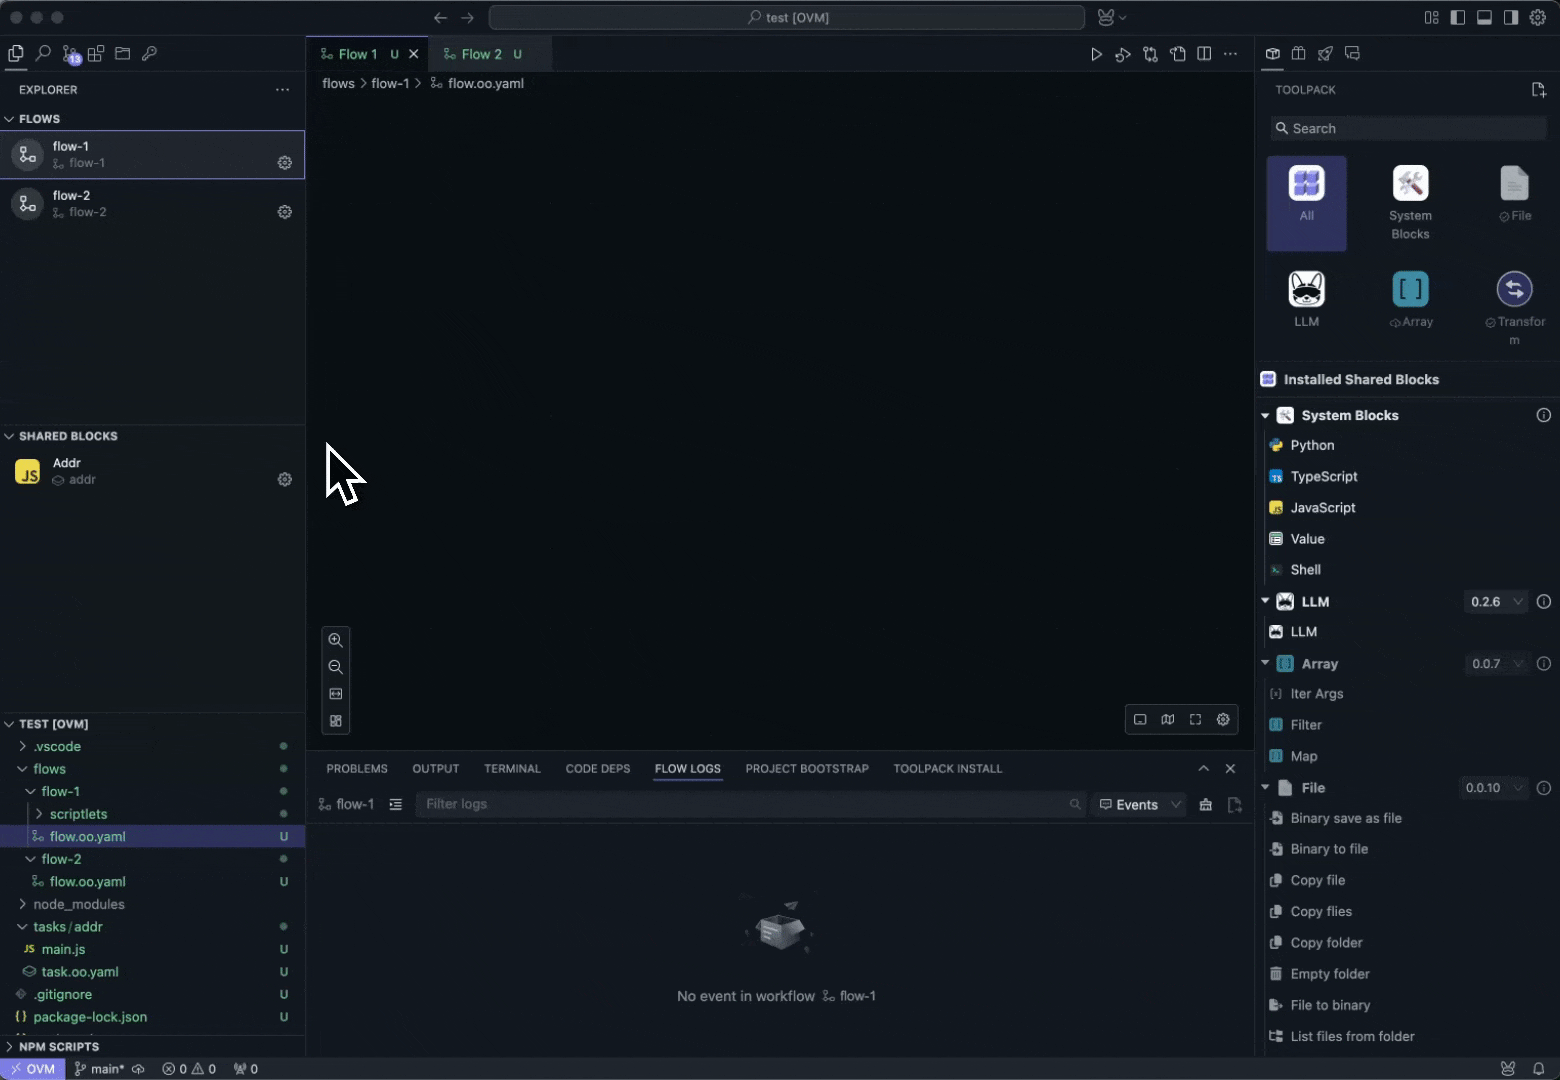 test [OVM]
13
Flow 1 U
Flow 2 U
EXPLORER
flows > flow-1 > flow.oo.yaml
TOOLPACK
FLOWS
Search
flow-1
flow-1
flow-2
flow-2
All
System Blocks
File
LLM
Array
Transform
Installed Shared Blocks
System Blocks
Python
TypeScript
JavaScript
Value
Shell
LLM 0.2.6
LLM
Array 0.0.7
Iter Args
Filter
Map
File 0.0.10
Binary save as file
Binary to file
Copy file
Copy flies
Copy folder
Empty folder
File to binary
List files from folder
SHARED BLOCKS
JS
Addr
addr
TEST [OVM]
.vscode
flows
flow-1
scriptlets
flow.oo.yaml U
flow-2
flow.oo.yaml U
node_modules
tasks/addr
JS main.js U
task.oo.yaml U
.gitignore U
{} package-lock.json U
NPM SCRIPTS
PROBLEMS OUTPUT TERMINAL CODE DEPS FLOW LOGS PROJECT BOOTSTRAP TOOLPACK INSTALL
flow-1 Filter logs Events
No event in workflow flow-1
OVM main* 0 0 0